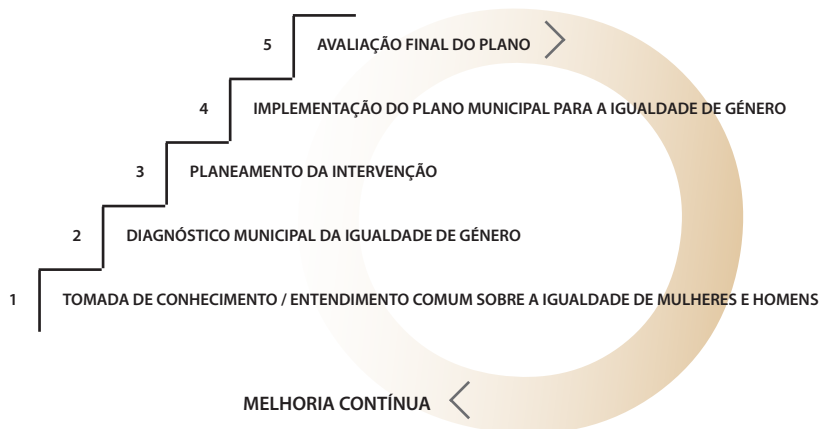 5 AVALIAÇÃO FINAL DO PLANO
4 IMPLEMENTAÇÃO DO PLANO MUNICIPAL PARA A IGUALDADE DE GÉNERO
3 PLANEAMENTO DA INTERVENÇÃO
2 DIAGNÓSTICO MUNICIPAL DA IGUALDADE DE GÉNERO
1 TOMADA DE CONHECIMENTO / ENTENDIMENTO COMUM SOBRE A IGUALDADE DE MULHERES E HOMENS
MELHORIA CONTÍNUA